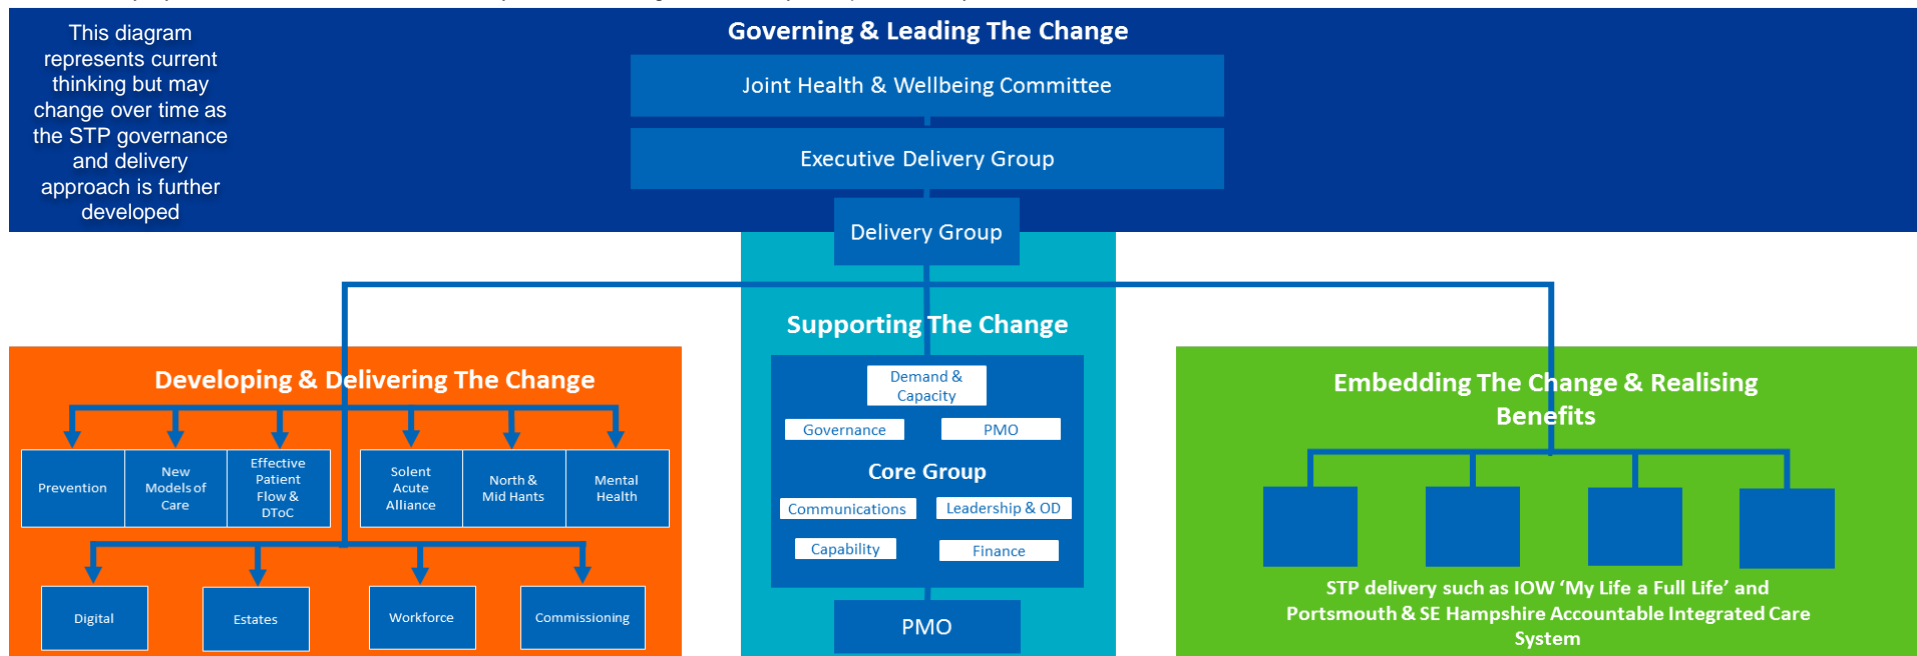 This diagram
represents current
thinking but may
change over time as
the STP governance
and delivery
approach is further
developed
Governing & Leading The Change
Joint Health & Wellbeing Committee
Executive Delivery Group
Delivery Group
Supporting The Change
Developing & Delivering The Change
Prevention
New
Models of
Care
Effective
Patient
Flow &
DToC
Solent
Acute
Alliance
North &
Mid Hants
Mental
Health
Digital
Estates
Workforce
Commissioning
Demand &
Capacity
Governance
PMO
Core Group
Communications
Leadership & OD
Capability
Finance
PMO
Embedding The Change & Realising
Benefits
STP delivery such as IOW ‘My Life a Full Life’ and
Portsmouth & SE Hampshire Accountable Integrated Care
System